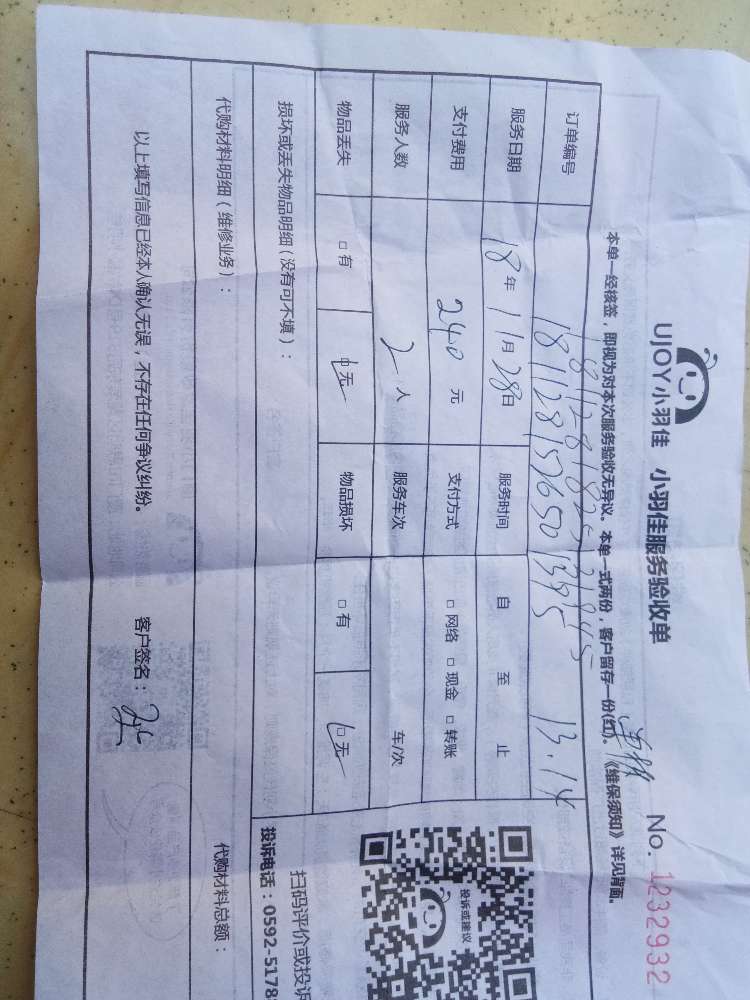 UJOY小羽佳 小羽佳服务验收单 No. 1232932
本单一经核签，即视为对本次服务验收无异议。本单一式两份，客户留存一份(红)。《维保须知》详见背面。
订单编号 13.14
服务日期 18年11月28日 服务时间 自 至 止
支付费用 240元 支付方式 □网络 □现金 □转账
服务人数 2人 服务车次 车/次
物品丢失 □有 □无 物品损坏 □有 □无
损坏或丢失物品明细(没有可不填)：
代购材料明细(维修业务)： 代购材料总额：
以上填写信息已经本人确认无误，不存在任何争议纠纷。 客户签名：
投诉或建议
扫码评价或投诉
投诉电话：0592-5178